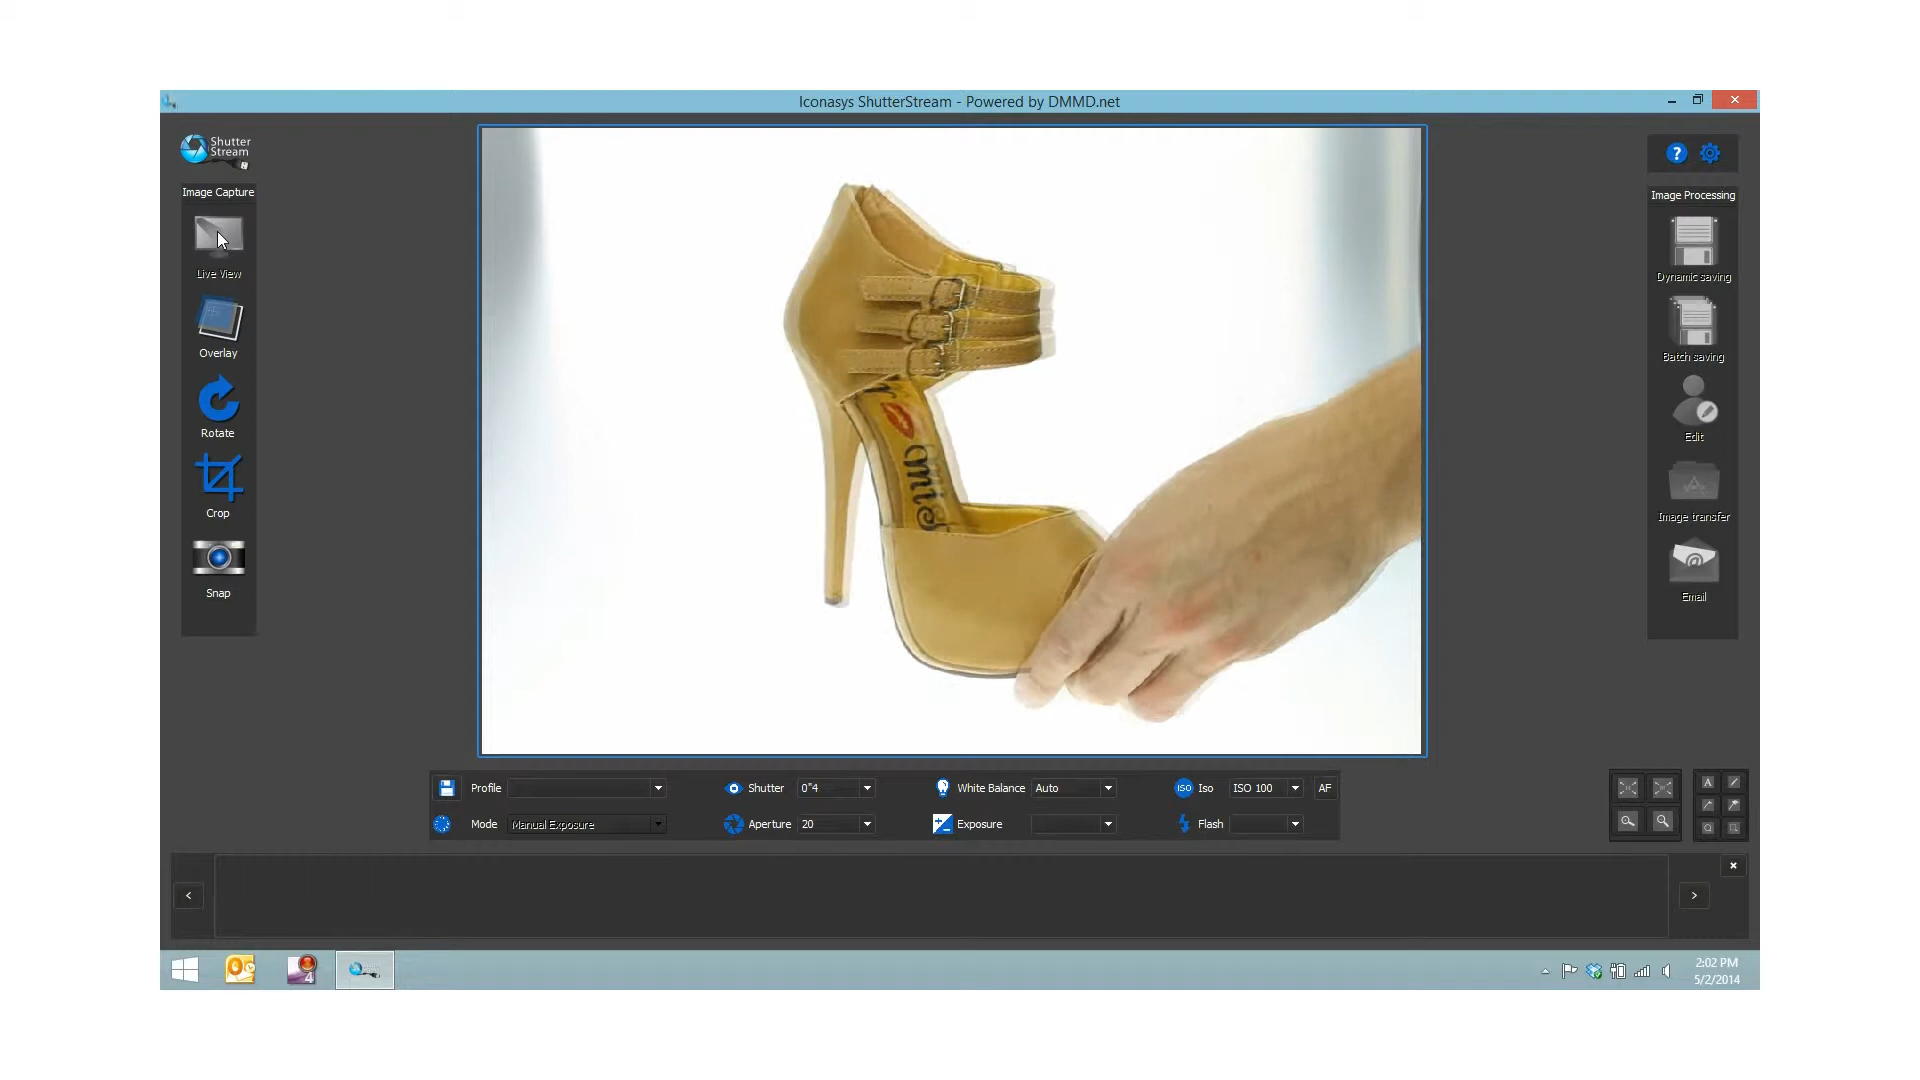 Iconasys ShutterStream - Powered by DMMD.net
Shutter
Stream
Image Capture
Live View
Overlay
Rotate
Crop
Snap
?
Image Processing
Dynamic saving
Batch saving
Edit
Image transfer
@
Email
Profile
Shutter 0"4
White Balance Auto
ISO Iso ISO 100
AF
Mode Manual Exposure
Aperture 20
Exposure
Flash
A
<
>
4
2:02 PM
5/2/2014